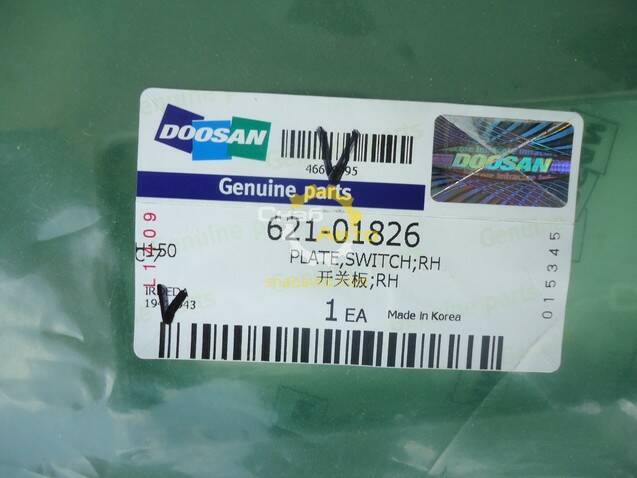 DOOSAN
DOOSAN
Genuine parts
621-01826
PLATE,SWITCH;RH
开关板;RH
1 EA Made In Korea
L1409
015345